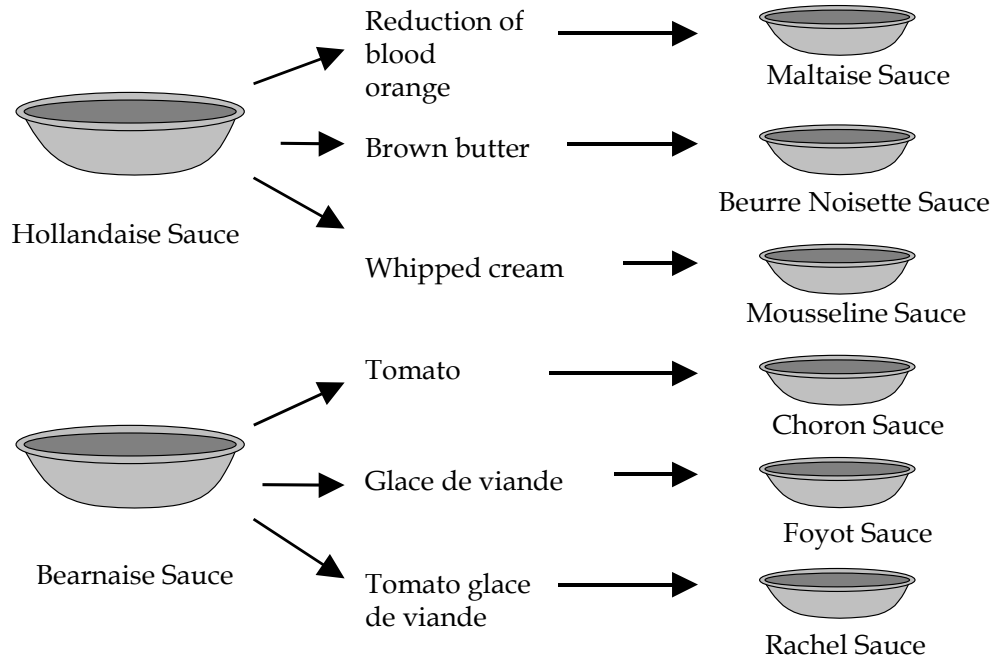 Reduction of
blood
orange
Maltaise Sauce
Brown butter
Beurre Noisette Sauce
Hollandaise Sauce
Whipped cream
Mousseline Sauce
Tomato
Choron Sauce
Glace de viande
Foyot Sauce
Bearnaise Sauce
Tomato glace
de viande
Rachel Sauce